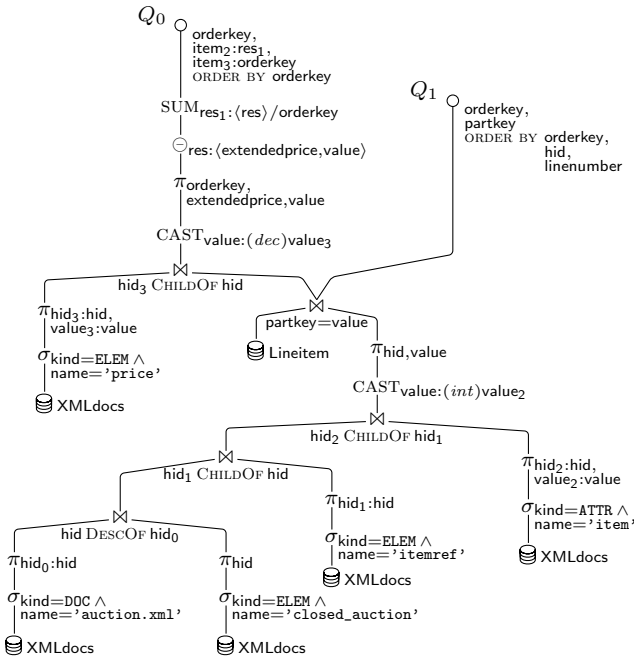 Q0
orderkey,
item2:res1,
item3:orderkey
ORDER BY orderkey
Q1
orderkey,
partkey
ORDER BY orderkey,
hid,
linenumber
SUMres1:⟨res⟩/orderkey
⊖res:⟨extendedprice,value⟩
πorderkey,
extendedprice,value
CASTvalue:(dec)value3
⋈
hid3 CHILDOF hid
πhid3:hid,
value3:value
σkind=ELEM ∧
name='price'
XMLdocs
⋈
partkey=value
Lineitem
πhid,value
CASTvalue:(int)value2
⋈
hid2 CHILDOF hid1
⋈
hid1 CHILDOF hid
πhid2:hid,
value2:value
σkind=ATTR ∧
name='item'
XMLdocs
πhid1:hid
σkind=ELEM ∧
name='itemref'
XMLdocs
⋈
hid DESCOF hid0
πhid0:hid
σkind=DOC ∧
name='auction.xml'
XMLdocs
πhid
σkind=ELEM ∧
name='closed_auction'
XMLdocs